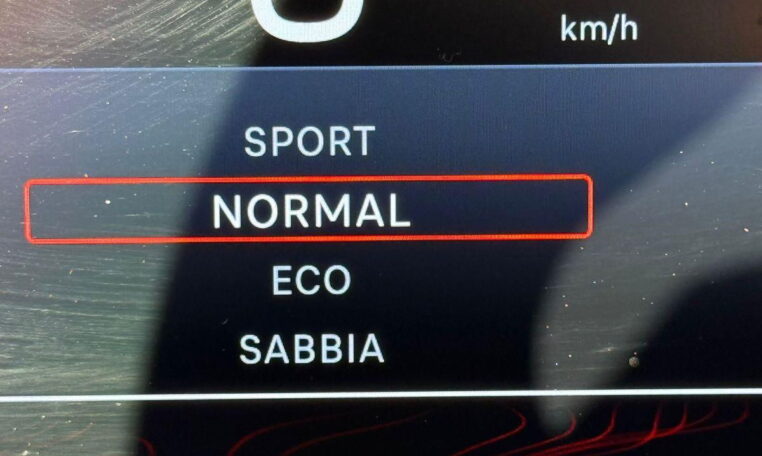 km/h
SPORT
NORMAL
ECO
SABBIA